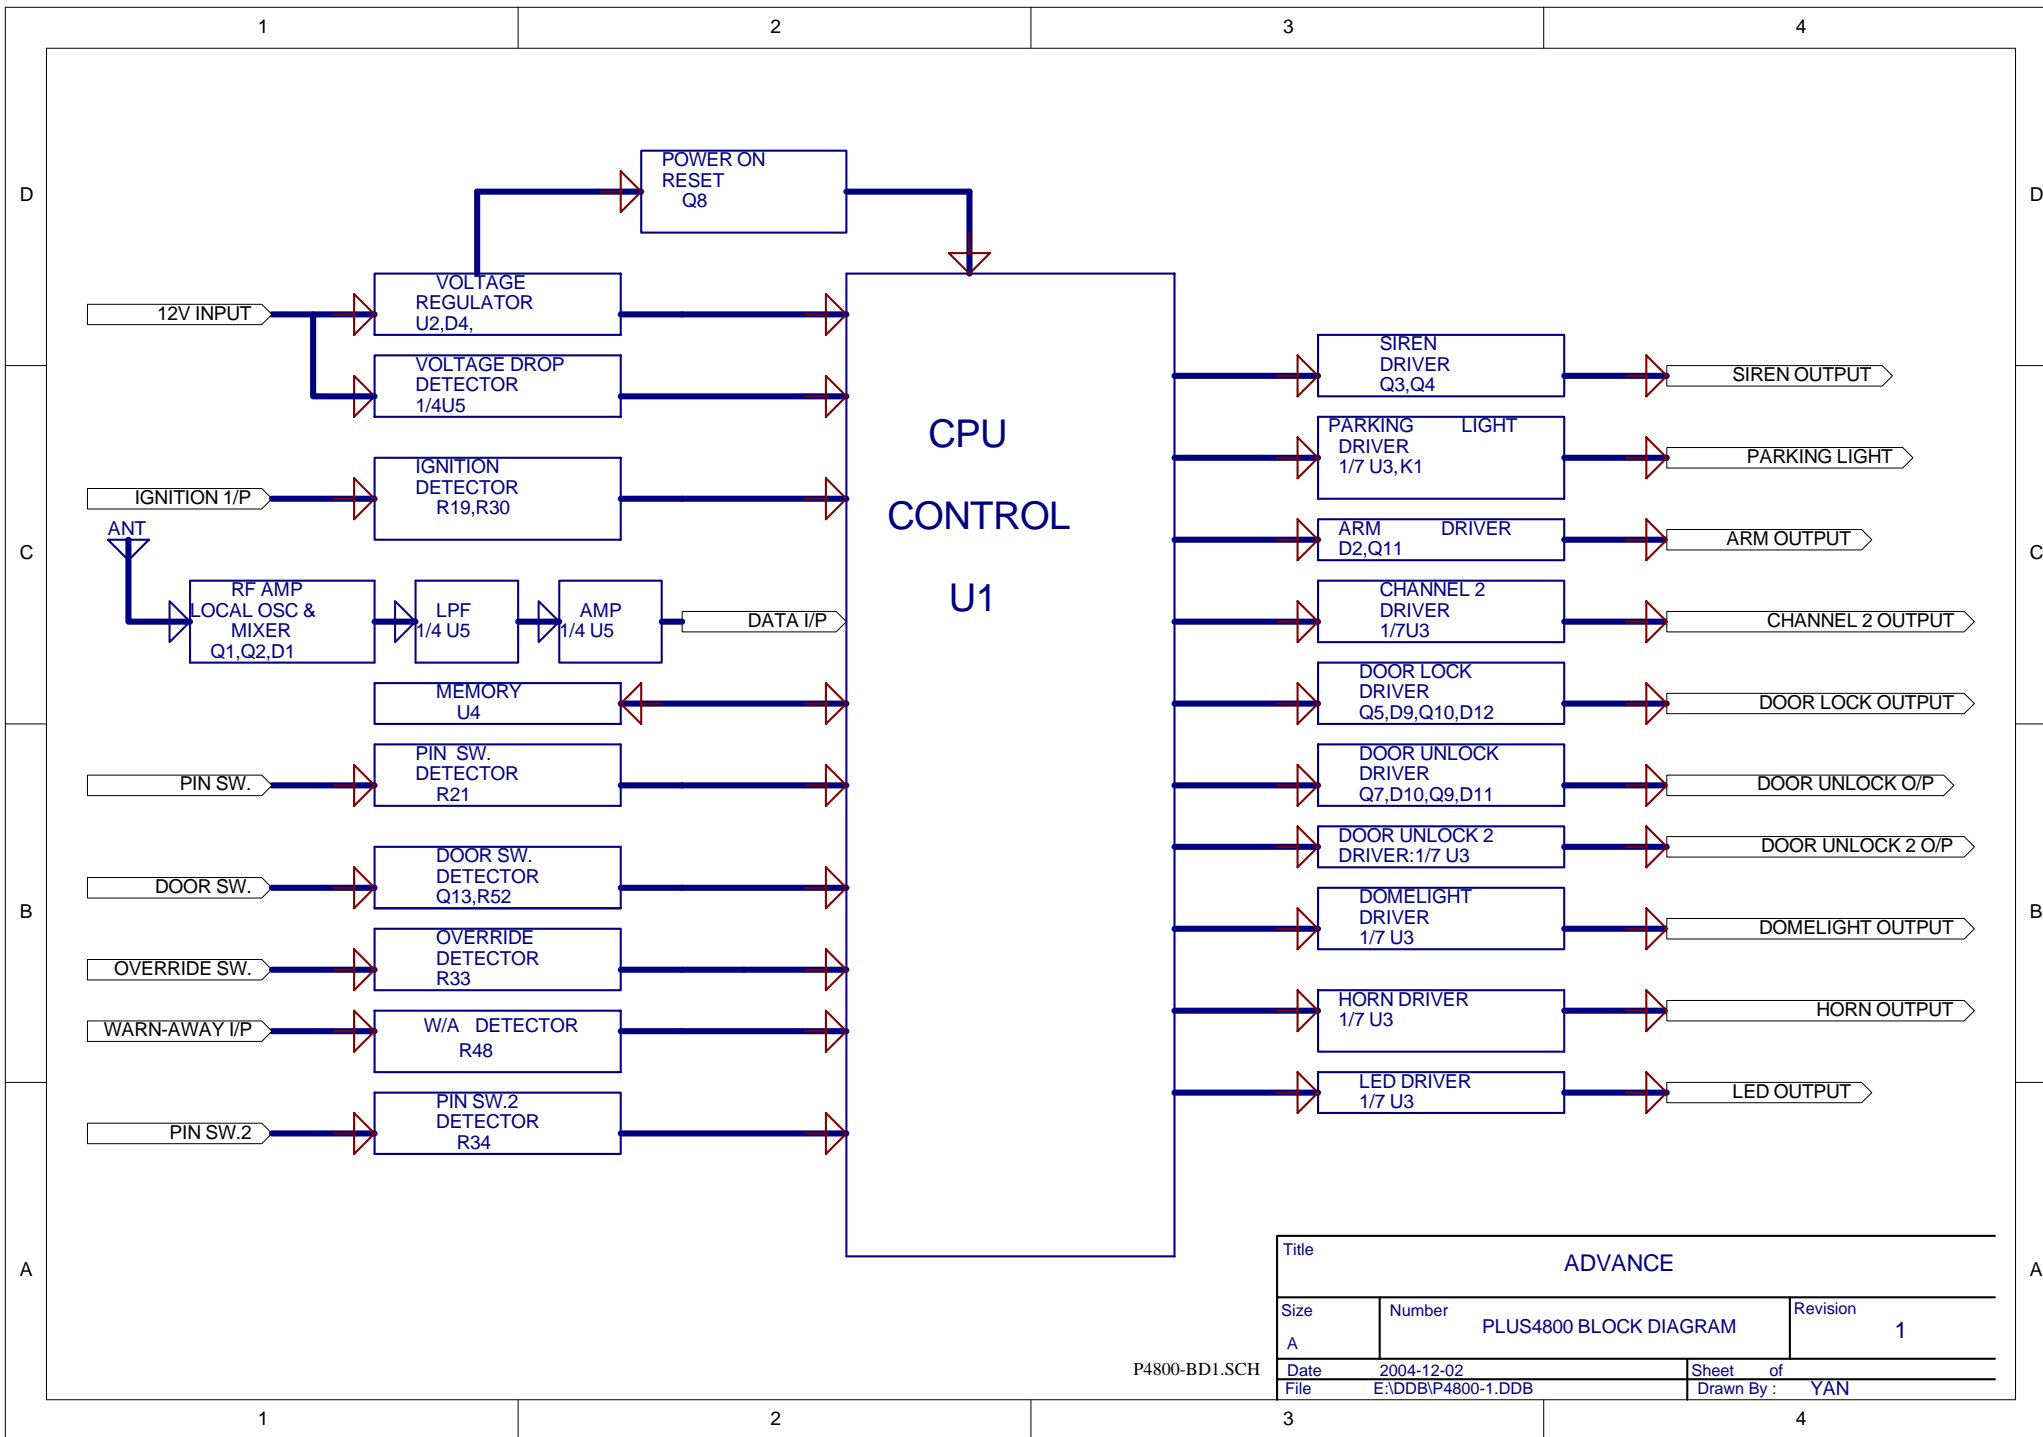 1 2 3 4
D D
C C
B B
A A
POWER ON
RESET
Q8
12V INPUT
VOLTAGE
REGULATOR
U2,D4,
VOLTAGE DROP
DETECTOR
1/4U5
IGNITION 1/P
IGNITION
DETECTOR
R19,R30
ANT
RF AMP
LOCAL OSC &
MIXER
Q1,Q2,D1
LPF
1/4 U5
AMP
1/4 U5
DATA I/P
MEMORY
U4
PIN SW.
PIN SW.
DETECTOR
R21
DOOR SW.
DOOR SW.
DETECTOR
Q13,R52
OVERRIDE SW.
OVERRIDE
DETECTOR
R33
WARN-AWAY I/P
W/A DETECTOR
R48
PIN SW.2
PIN SW.2
DETECTOR
R34
CPU
CONTROL
U1
SIREN
DRIVER
Q3,Q4
SIREN OUTPUT
PARKING LIGHT
DRIVER
1/7 U3,K1
PARKING LIGHT
ARM DRIVER
D2,Q11
ARM OUTPUT
CHANNEL 2
DRIVER
1/7U3
CHANNEL 2 OUTPUT
DOOR LOCK
DRIVER
Q5,D9,Q10,D12
DOOR LOCK OUTPUT
DOOR UNLOCK
DRIVER
Q7,D10,Q9,D11
DOOR UNLOCK O/P
DOOR UNLOCK 2
DRIVER:1/7 U3
DOOR UNLOCK 2 O/P
DOMELIGHT
DRIVER
1/7 U3
DOMELIGHT OUTPUT
HORN DRIVER
1/7 U3
HORN OUTPUT
LED DRIVER
1/7 U3
LED OUTPUT
P4800-BD1.SCH
Title
ADVANCE
Size
A
Number
PLUS4800 BLOCK DIAGRAM
Revision
1
Date 2004-12-02
Sheet of
File E:\DDB\P4800-1.DDB
Drawn By : YAN
1 2 3 4